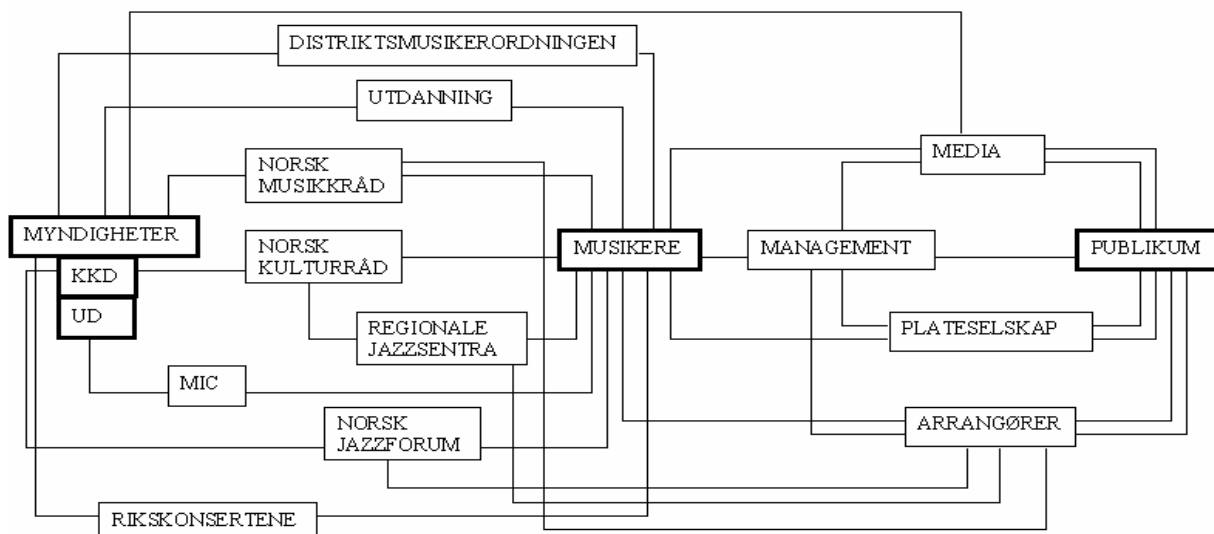 DISTRIKTSMUSIKERORDNINGEN
UTDANNING
MEDIA
NORSK
MUSIKKRÅD
MYNDIGHETER
KKD
UD
NORSK
KULTURRÅD
MUSIKERE
MANAGEMENT
PUBLIKUM
REGIONALE
JAZZSENTRA
PLATESELSKAP
MIC
NORSK
JAZZFORUM
ARRANGØRER
RIKSKONSERTENE